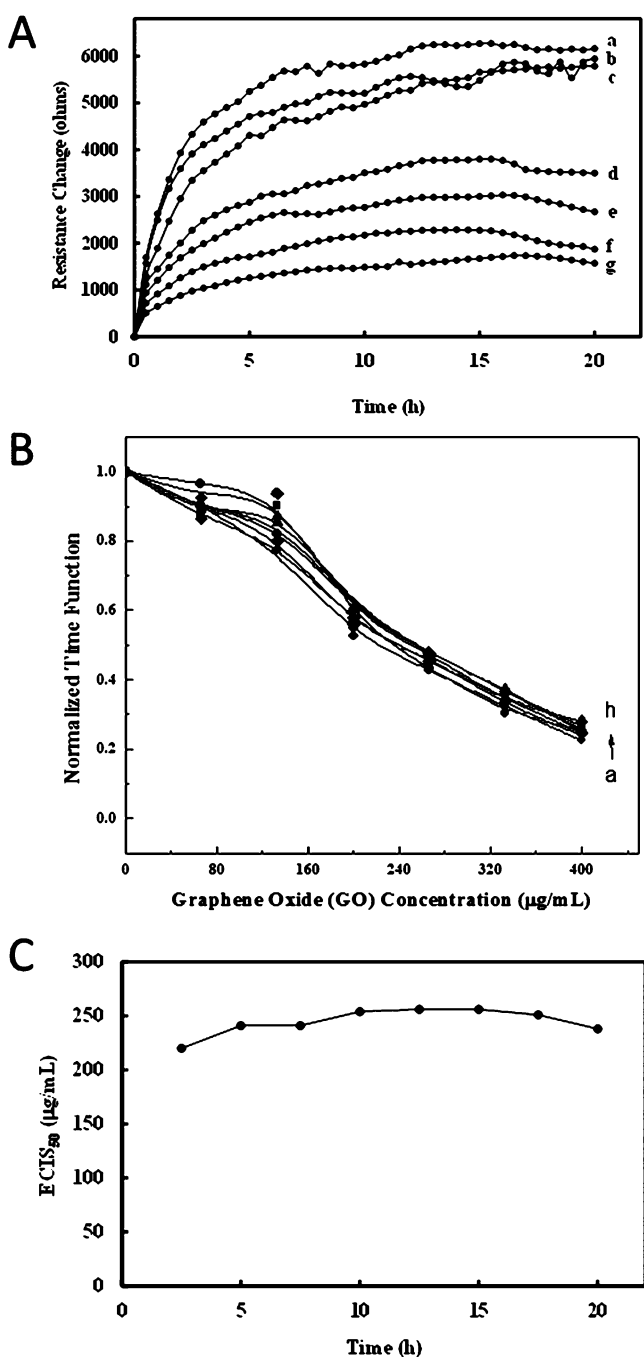 A
Resistance Change (ohms)
6000
5000
4000
3000
2000
1000
0
a
b
c
d
e
f
g
0 5 10 15 20
Time (h)
B
Normalized Time Function
1.0
0.8
0.6
0.4
0.2
0.0
h
a
0 80 160 240 320 400
Graphene Oxide (GO) Concentration (µg/mL)
C
ECIS50 (µg/mL)
300
250
200
150
100
50
0
0 5 10 15 20
Time (h)